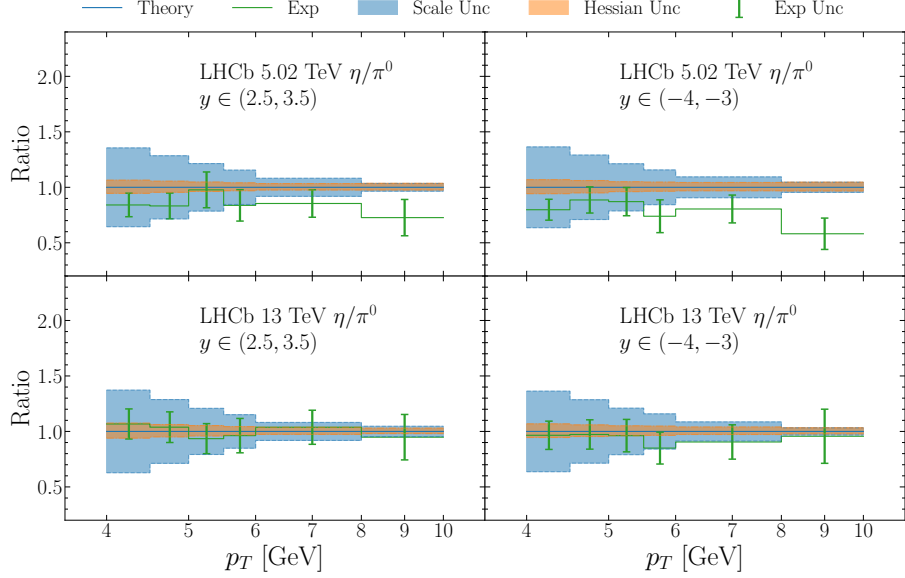 Theory Exp Scale Unc Hessian Unc Exp Unc
LHCb 5.02 TeV η/π⁰
y ∈ (2.5, 3.5)
LHCb 5.02 TeV η/π⁰
y ∈ (−4, −3)
Ratio
2.0
1.5
1.0
0.5
LHCb 13 TeV η/π⁰
y ∈ (2.5, 3.5)
LHCb 13 TeV η/π⁰
y ∈ (−4, −3)
Ratio
2.0
1.5
1.0
0.5
4 5 6 7 8 9 10
4 5 6 7 8 9 10
p_T [GeV]
p_T [GeV]